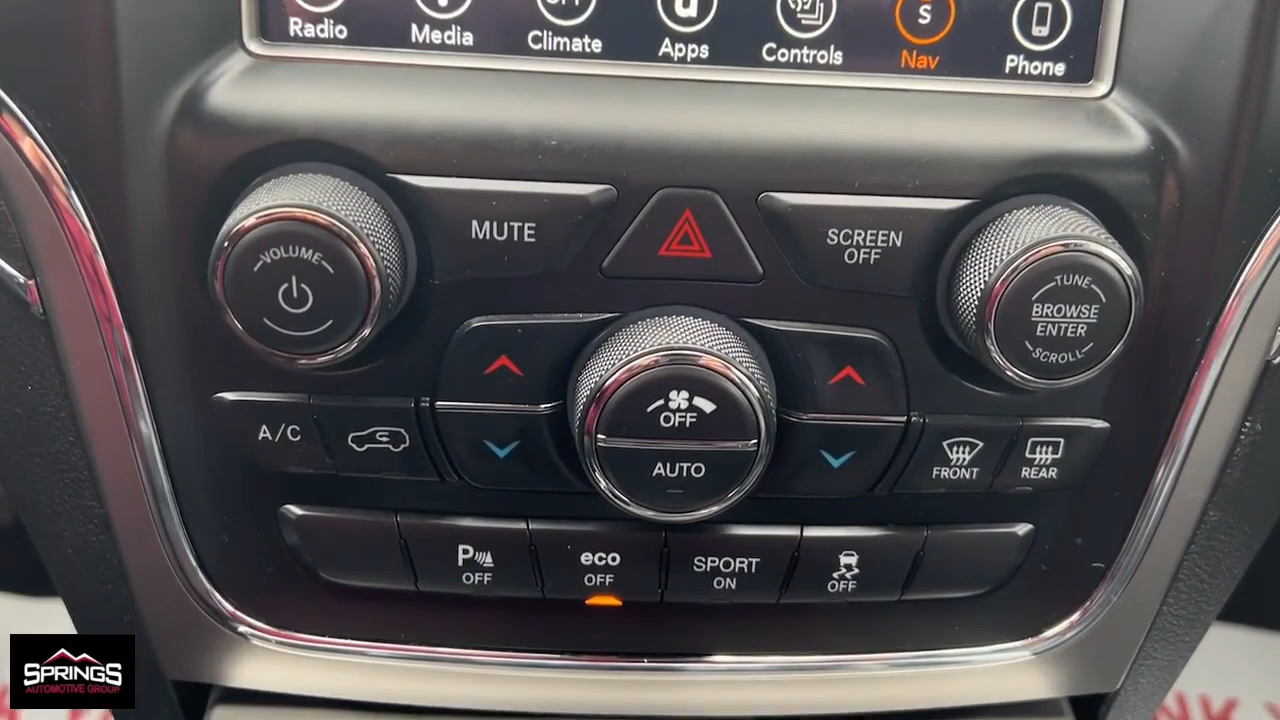 Radio Media Climate Apps Controls Nav Phone
S
MUTE
SCREEN
OFF
VOLUME
TUNE
BROWSE
ENTER
SCROLL
A/C
OFF
AUTO
FRONT
REAR
P
OFF
eco
OFF
SPORT
ON
OFF
SPRINGS
AUTOMOTIVE GROUP